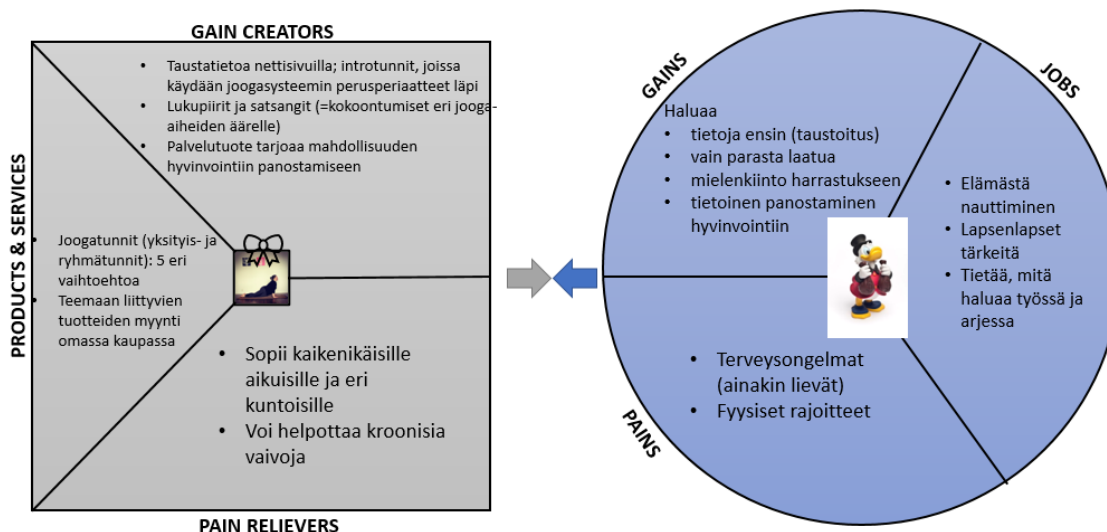 GAIN CREATORS
Taustatietoa nettisivuilla; introtunnit, joissa
käydään joogasysteemin perusperiaatteet läpi
Lukupiirit ja satsangit (=kokoontumiset eri jooga-
aiheiden äärelle)
Palvelutuote tarjoaa mahdollisuuden
hyvinvointiin panostamiseen
PRODUCTS & SERVICES
Joogatunnit (yksityis- ja
ryhmätunnit): 5 eri
vaihtoehtoa
Teemaan liittyvien
tuotteiden myynti
omassa kaupassa
Sopii kaikenikäisille
aikuisille ja eri
kuntoisille
Voi helpottaa kroonisia
vaivoja
PAIN RELIEVERS
GAINS
Haluaa
tietoja ensin (taustoitus)
vain parasta laatua
mielenkiinto harrastukseen
tietoinen panostaminen
hyvinvointiin
JOBS
Elämästä
nauttiminen
Lapsenlapset
tärkeitä
Tietää, mitä
haluaa työssä ja
arjessa
Terveysongelmat
(ainakin lievät)
Fyysiset rajoitteet
PAINS